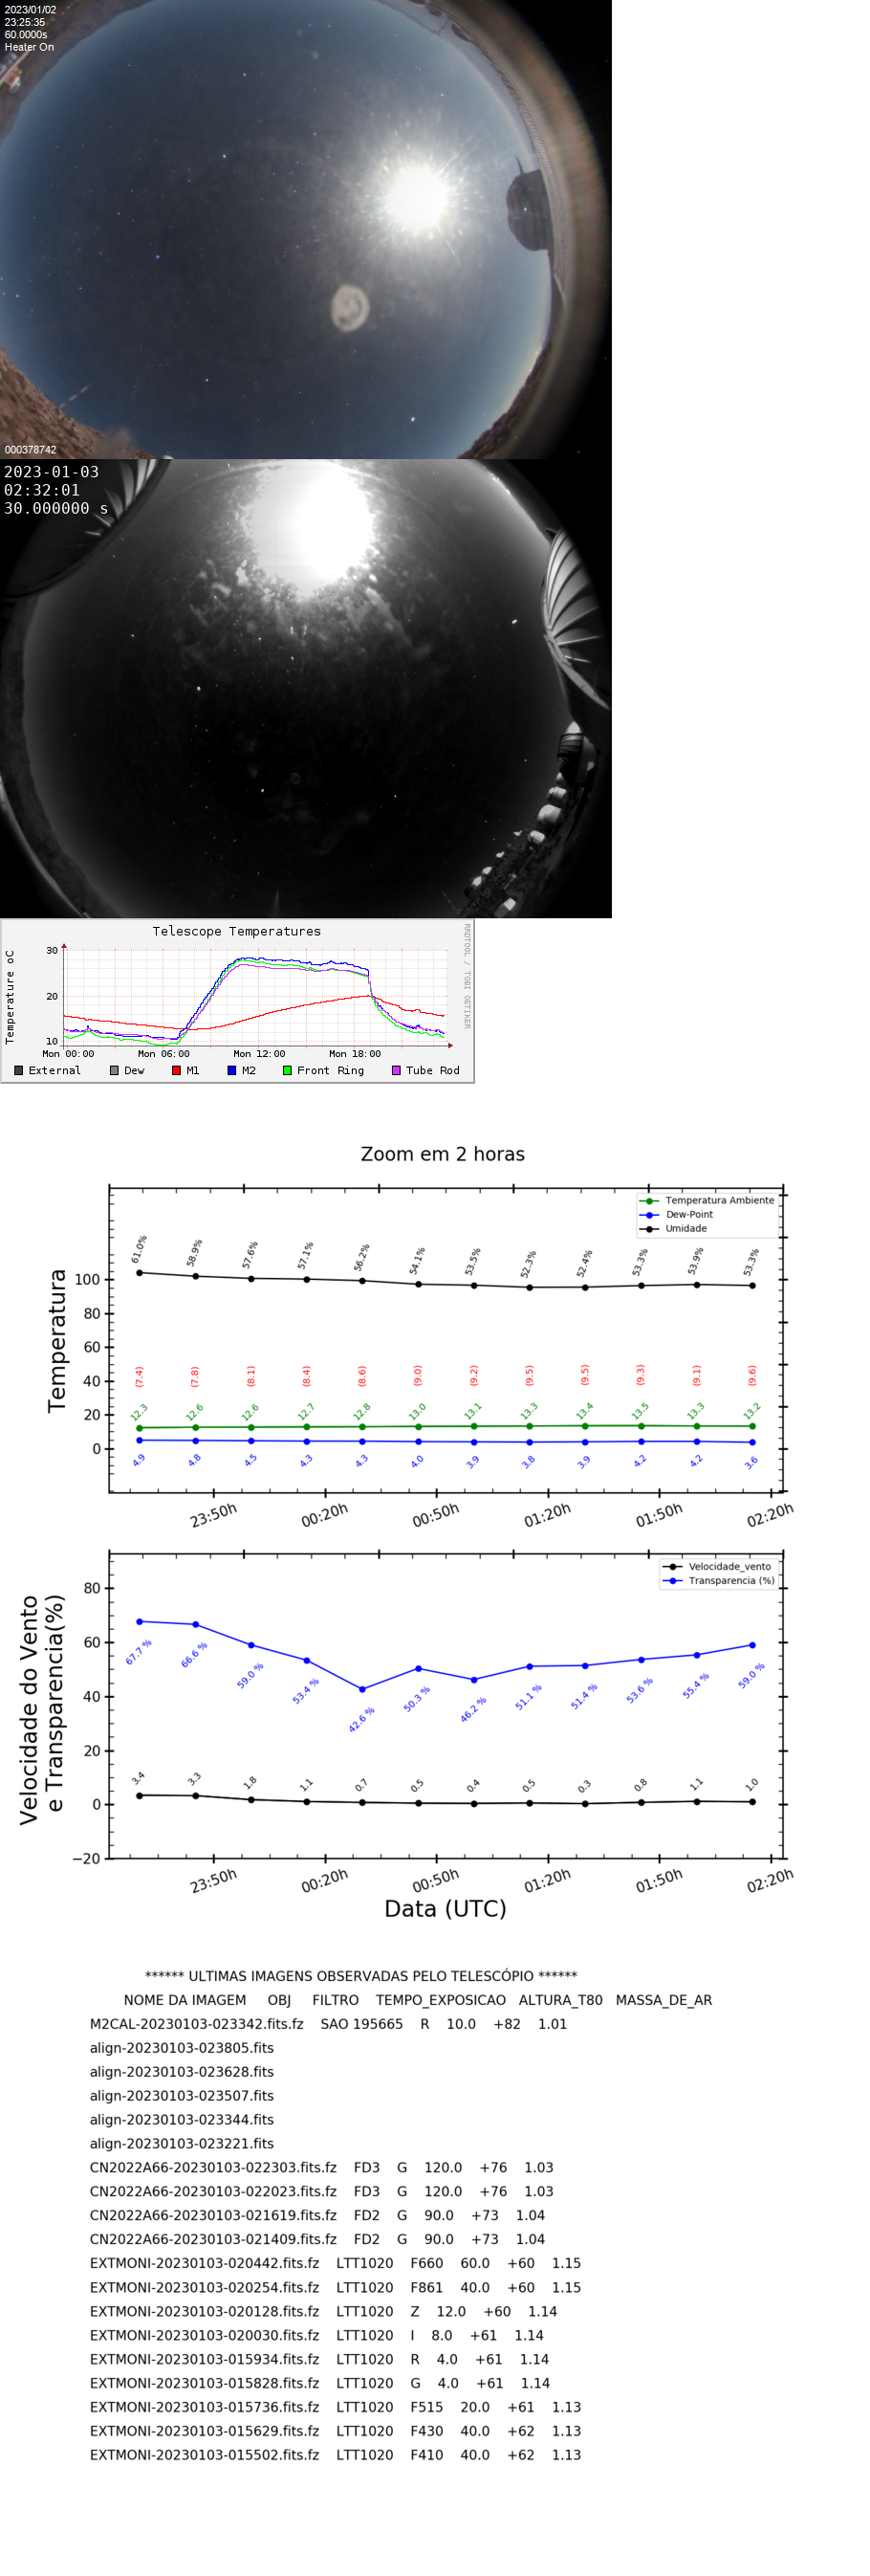 2023/01/02
23:25:35
60.0000s
Heater On
000378742
2023-01-03
02:32:01
30.000000 s
Telescope Temperatures
RRDTOOL / TOBI OETIKER
Temperature oC
30
20
10
Mon 00:00 Mon 06:00 Mon 12:00 Mon 18:00
External Dew M1 M2 Front Ring Tube Rod
Zoom em 2 horas
Temperatura
Temperatura Ambiente
Dew-Point
Umidade
61.0% 58.9% 57.6% 57.1% 56.2% 54.1% 53.5% 52.3% 52.4% 53.3% 53.9% 53.3%
100
80
60
40
20
0
(7.4) (7.8) (8.1) (8.4) (8.6) (9.0) (9.2) (9.5) (9.5) (9.3) (9.1) (9.6)
12.3 12.6 12.6 12.7 12.8 13.0 13.1 13.3 13.4 13.5 13.3 13.2
4.9 4.8 4.5 4.3 4.3 4.0 3.9 3.8 3.9 4.2 4.2 3.6
23:50h 00:20h 00:50h 01:20h 01:50h 02:20h
Velocidade do Vento
e Transparencia(%)
Velocidade_vento
Transparencia (%)
80
60
40
20
0
−20
67.7 % 66.6 % 59.0 % 53.4 % 42.6 % 50.3 % 46.2 % 51.1 % 51.4 % 53.6 % 55.4 % 59.0 %
3.4 3.3 1.8 1.1 0.7 0.5 0.4 0.5 0.3 0.8 1.1 1.0
23:50h 00:20h 00:50h 01:20h 01:50h 02:20h
Data (UTC)
****** ULTIMAS IMAGENS OBSERVADAS PELO TELESCÓPIO ******
NOME DA IMAGEM OBJ FILTRO TEMPO_EXPOSICAO ALTURA_T80 MASSA_DE_AR
M2CAL-20230103-023342.fits.fz SAO 195665 R 10.0 +82 1.01
align-20230103-023805.fits
align-20230103-023628.fits
align-20230103-023507.fits
align-20230103-023344.fits
align-20230103-023221.fits
CN2022A66-20230103-022303.fits.fz FD3 G 120.0 +76 1.03
CN2022A66-20230103-022023.fits.fz FD3 G 120.0 +76 1.03
CN2022A66-20230103-021619.fits.fz FD2 G 90.0 +73 1.04
CN2022A66-20230103-021409.fits.fz FD2 G 90.0 +73 1.04
EXTMONI-20230103-020442.fits.fz LTT1020 F660 60.0 +60 1.15
EXTMONI-20230103-020254.fits.fz LTT1020 F861 40.0 +60 1.15
EXTMONI-20230103-020128.fits.fz LTT1020 Z 12.0 +60 1.14
EXTMONI-20230103-020030.fits.fz LTT1020 I 8.0 +61 1.14
EXTMONI-20230103-015934.fits.fz LTT1020 R 4.0 +61 1.14
EXTMONI-20230103-015828.fits.fz LTT1020 G 4.0 +61 1.14
EXTMONI-20230103-015736.fits.fz LTT1020 F515 20.0 +61 1.13
EXTMONI-20230103-015629.fits.fz LTT1020 F430 40.0 +62 1.13
EXTMONI-20230103-015502.fits.fz LTT1020 F410 40.0 +62 1.13